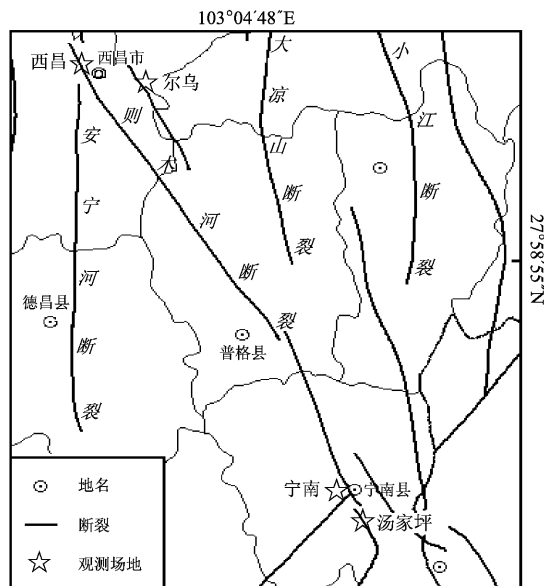 103°04′48″E
西昌
西昌市
尔乌
大凉山断裂
小江断裂
则木河断裂
安宁河断裂
27°58′55″N
德昌县
普格县
宁南
宁南县
汤家坪
地名
断裂
观测场地